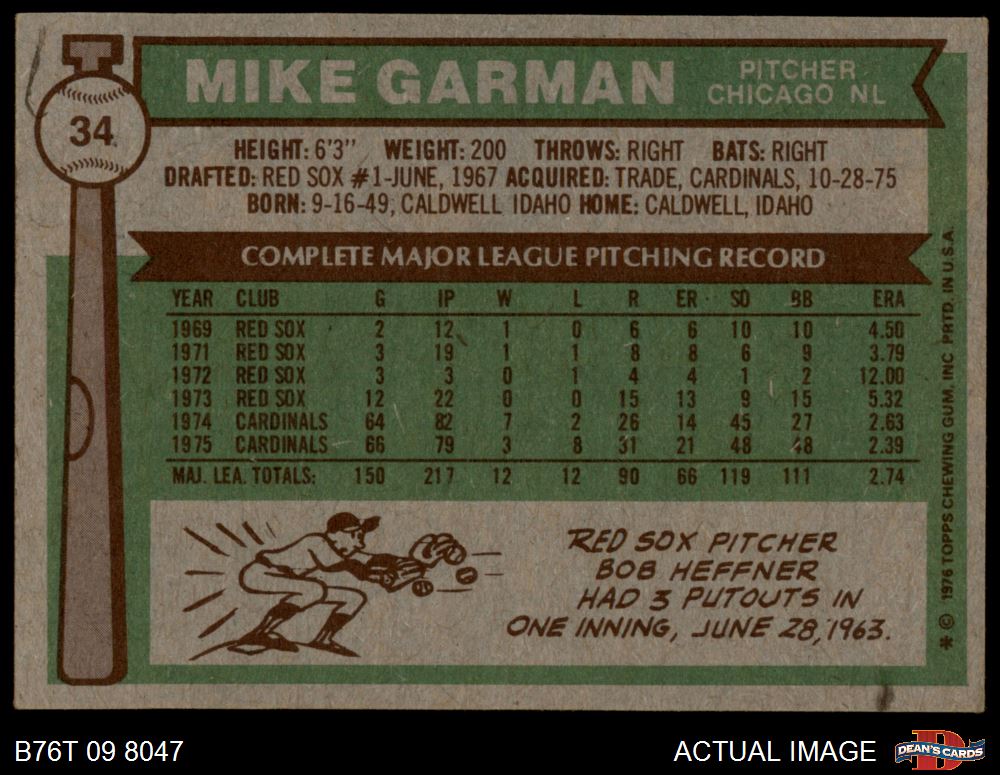 34
MIKE GARMAN
PITCHER
CHICAGO NL
HEIGHT: 6'3" WEIGHT: 200 THROWS: RIGHT BATS: RIGHT
DRAFTED: RED SOX #1-JUNE, 1967 ACQUIRED: TRADE, CARDINALS, 10-28-75
BORN: 9-16-49, CALDWELL IDAHO HOME: CALDWELL, IDAHO
COMPLETE MAJOR LEAGUE PITCHING RECORD
YEAR CLUB G IP W L R ER SO BB ERA
1969 RED SOX 2 12 1 0 6 6 10 10 4.50
1971 RED SOX 3 19 1 1 8 8 6 9 3.79
1972 RED SOX 3 3 0 1 4 4 1 2 12.00
1973 RED SOX 12 22 0 0 15 13 9 15 5.32
1974 CARDINALS 64 82 7 2 26 14 45 27 2.63
1975 CARDINALS 66 79 3 8 31 21 48 48 2.39
MAJ. LEA. TOTALS: 150 217 12 12 90 66 119 111 2.74
RED SOX PITCHER
BOB HEFFNER
HAD 3 PUTOUTS IN
ONE INNING, JUNE 28, 1963.
* © 1976 TOPPS CHEWING GUM, INC. PRTD. IN U.S.A.
B76T 09 8047
ACTUAL IMAGE
DEAN'S CARDS